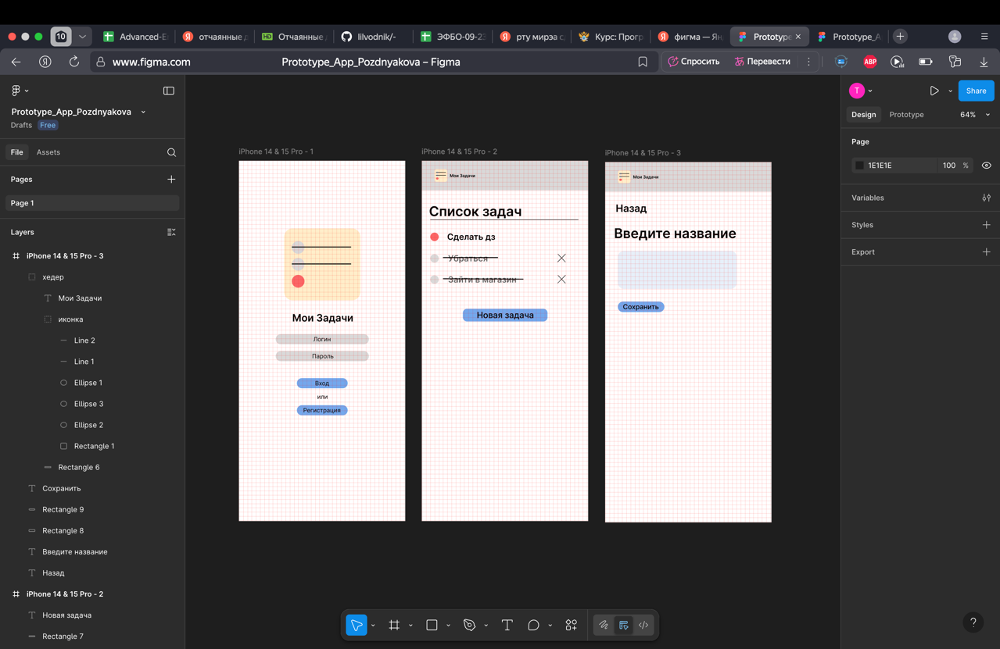 10
Advanced-E
отчаянные д
HD Отчаянные
lilvodnik/-
ЭФБО-09-23
рту мирэа с
Курс: Прогр
фигма — Ян
Prototype
Prototype_A
www.figma.com
Prototype_App_Pozdnyakova – Figma
Спросить
Перевести
ABP
Prototype_App_Pozdnyakova
Drafts Free
File Assets
Pages
Page 1
Layers
iPhone 14 & 15 Pro - 3
хедер
Мои Задачи
иконка
Line 2
Line 1
Ellipse 1
Ellipse 3
Ellipse 2
Rectangle 1
Rectangle 6
Сохранить
Rectangle 9
Rectangle 8
Введите название
Назад
iPhone 14 & 15 Pro - 2
Новая задача
Rectangle 7
iPhone 14 & 15 Pro - 1
Мои Задачи
Логин
Пароль
Вход
или
Регистрация
iPhone 14 & 15 Pro - 2
Мои Задачи
Список задач
Сделать дз
Убраться
Зайти в магазин
Новая задача
iPhone 14 & 15 Pro - 3
Мои Задачи
Назад
Введите название
Сохранить
T
Share
Design Prototype 64%
Page
1E1E1E 100 %
Variables
Styles
Export
?